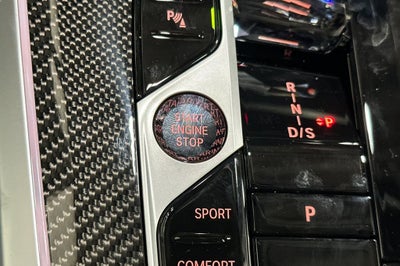 P
START
ENGINE
STOP
R
N
D/S
P
SPORT
P
COMFORT